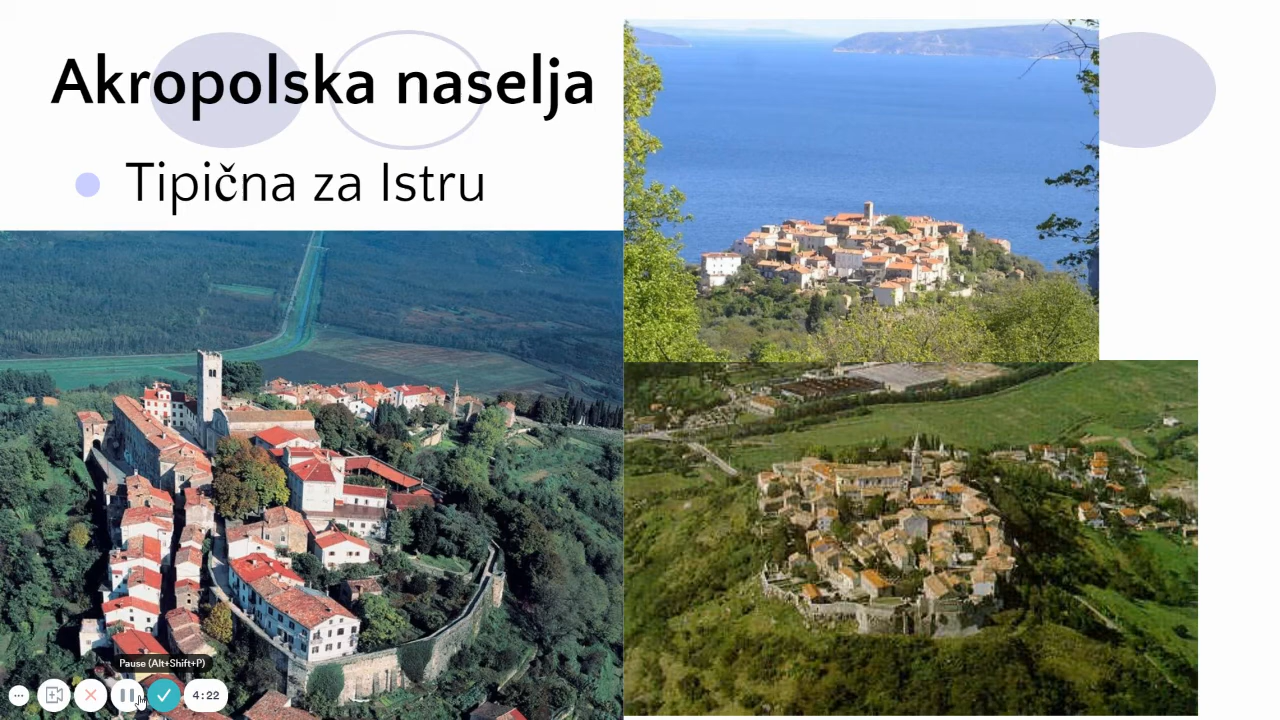 Akropolska naselja
Tipična za Istru
Pause (Alt+Shift+P)
4:22